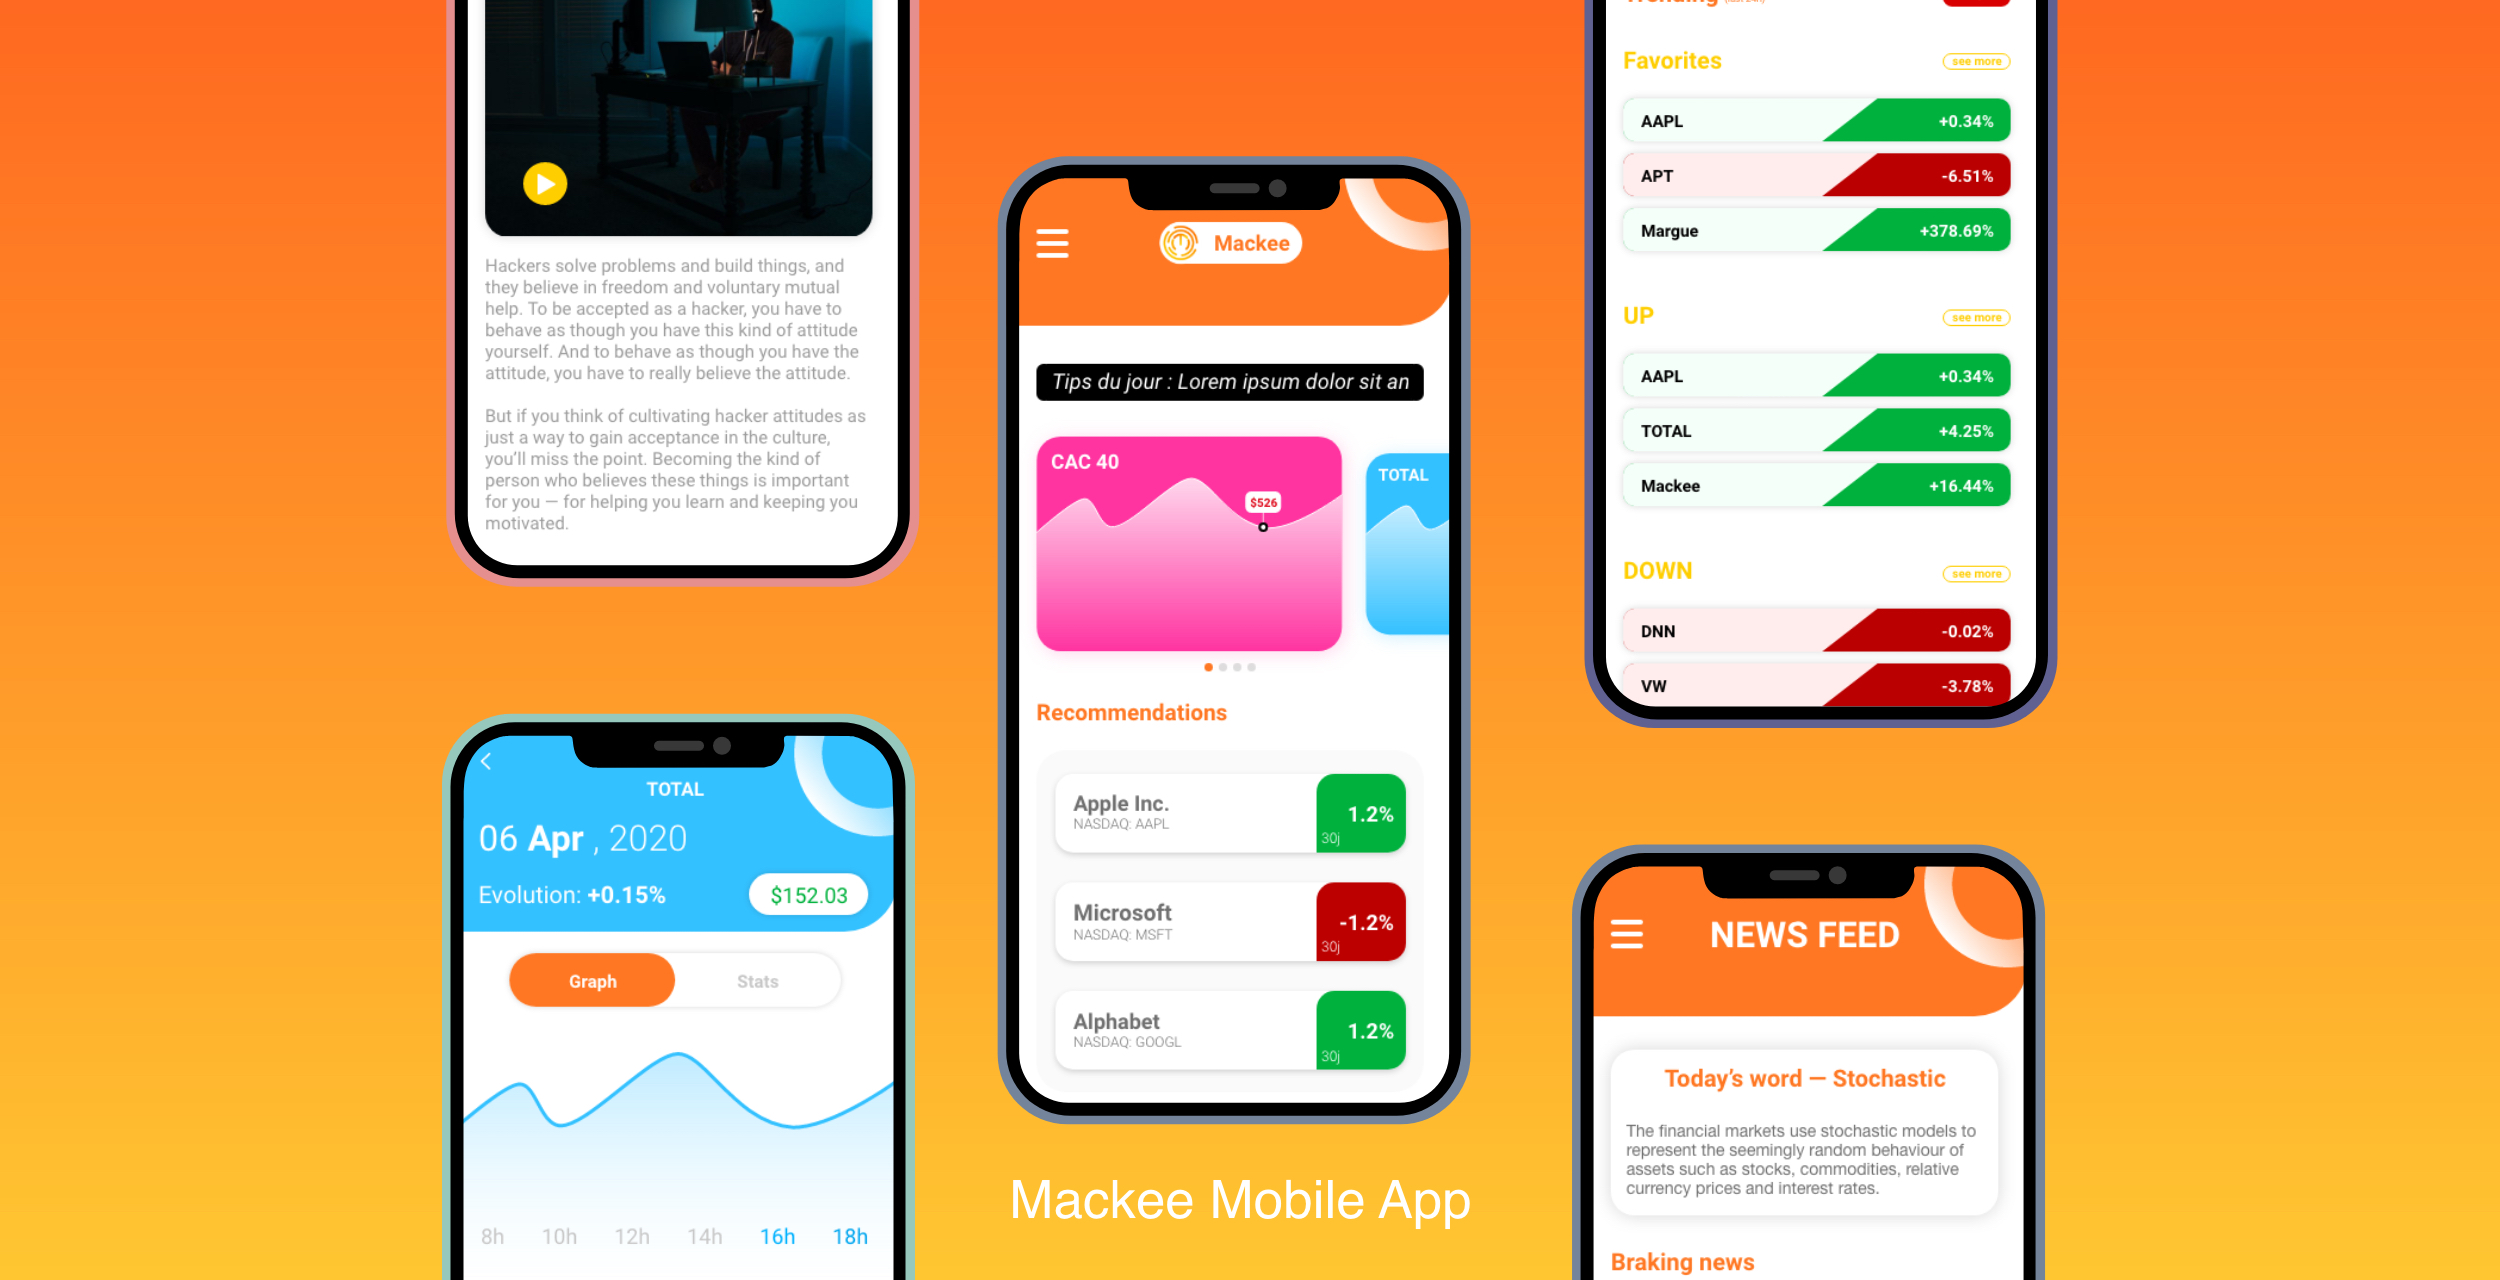 Hackers solve problems and build things, and
they believe in freedom and voluntary mutual
help. To be accepted as a hacker, you have to
behave as though you have this kind of attitude
yourself. And to behave as though you have the
attitude, you have to really believe the attitude.
But if you think of cultivating hacker attitudes as
just a way to gain acceptance in the culture,
you'll miss the point. Becoming the kind of
person who believes these things is important
for you — for helping you learn and keeping you
motivated.
TOTAL
06 Apr , 2020
Evolution: +0.15% $152.03
Graph Stats
8h 10h 12h 14h 16h 18h
Mackee
Tips du jour : Lorem ipsum dolor sit an
CAC 40
$526
TOTAL
Recommendations
Apple Inc.
NASDAQ: AAPL
1.2%
30j
Microsoft
NASDAQ: MSFT
-1.2%
30j
Alphabet
NASDAQ: GOOGL
1.2%
30j
Mackee Mobile App
Trending (last 24h)
Favorites see more
AAPL +0.34%
APT -6.51%
Margue +378.69%
UP see more
AAPL +0.34%
TOTAL +4.25%
Mackee +16.44%
DOWN see more
DNN -0.02%
VW -3.78%
NEWS FEED
Today's word — Stochastic
The financial markets use stochastic models to
represent the seemingly random behaviour of
assets such as stocks, commodities, relative
currency prices and interest rates.
Braking news